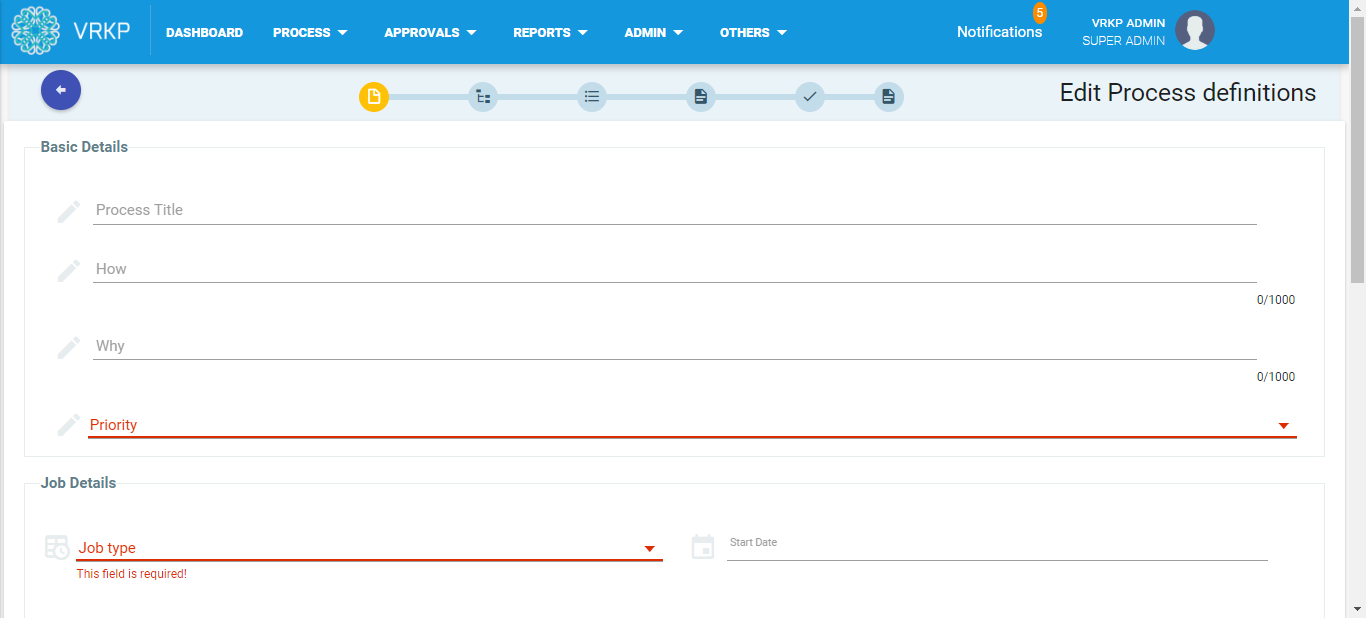 VRKP
DASHBOARD PROCESS APPROVALS REPORTS ADMIN OTHERS
Notifications 5
VRKP ADMIN
SUPER ADMIN
Edit Process definitions
Basic Details
Process Title
How
0/1000
Why
0/1000
Priority
Job Details
Job type
This field is required!
Start Date